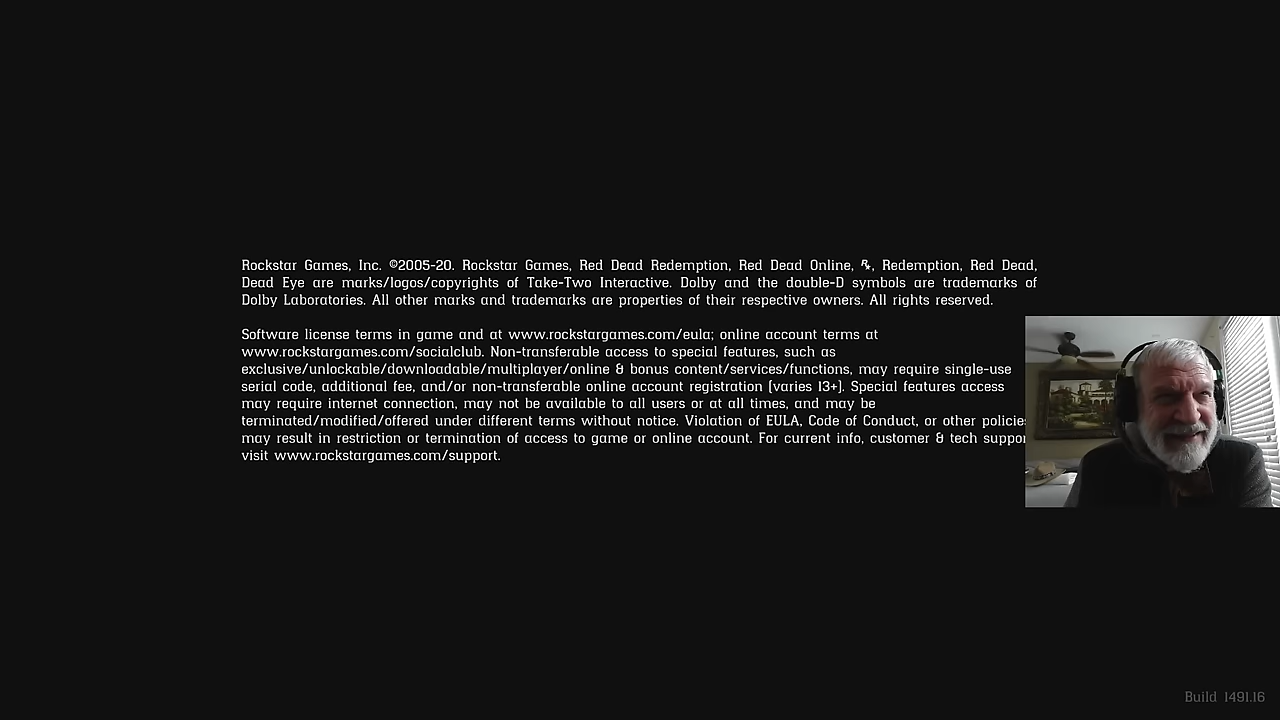 Rockstar Games, Inc. ©2005-20. Rockstar Games, Red Dead Redemption, Red Dead Online, R*, Redemption, Red Dead,
Dead Eye are marks/logos/copyrights of Take-Two Interactive. Dolby and the double-D symbols are trademarks of
Dolby Laboratories. All other marks and trademarks are properties of their respective owners. All rights reserved.
Software license terms in game and at www.rockstargames.com/eula; online account terms at
www.rockstargames.com/socialclub. Non-transferable access to special features, such as
exclusive/unlockable/downloadable/multiplayer/online & bonus content/services/functions, may require single-use
serial code, additional fee, and/or non-transferable online account registration (varies 13+). Special features access
may require internet connection, may not be available to all users or at all times, and may be
terminated/modified/offered under different terms without notice. Violation of EULA, Code of Conduct, or other policies
may result in restriction or termination of access to game or online account. For current info, customer & tech suppor
visit www.rockstargames.com/support.
Build 1491.16